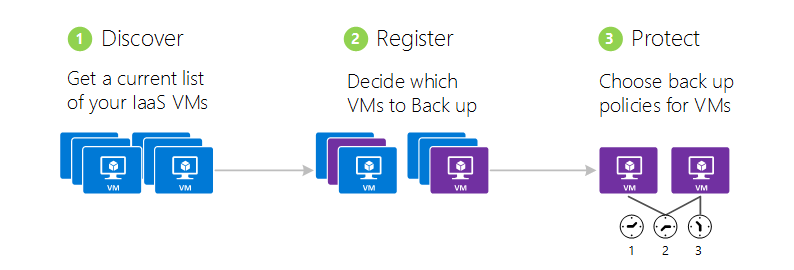 1 Discover
Get a current list
of your IaaS VMs
VM
VM
2 Register
Decide which
VMs to Back up
VM
VM
3 Protect
Choose back up
policies for VMs
VM
VM
1
2
3